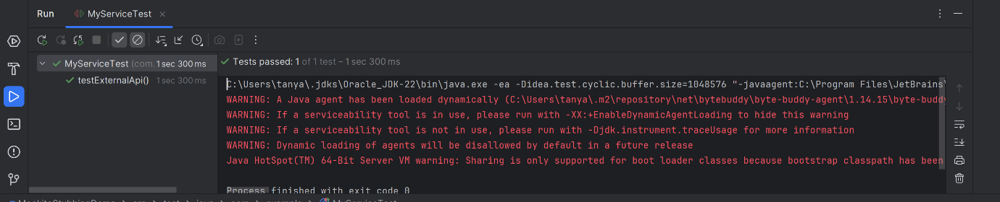 Run MyServiceTest
MyServiceTest (com. 1 sec 300 ms
testExternalApi() 1 sec 300 ms
Tests passed: 1 of 1 test – 1 sec 300 ms
C:\Users\tanya\.jdks\Oracle_JDK-22\bin\java.exe -ea -Didea.test.cyclic.buffer.size=1048576 "-javaagent:C:\Program Files\JetBrains\
WARNING: A Java agent has been loaded dynamically (C:\Users\tanya\.m2\repository\net\bytebuddy\byte-buddy-agent\1.14.15\byte-buddy
WARNING: If a serviceability tool is in use, please run with -XX:+EnableDynamicAgentLoading to hide this warning
WARNING: If a serviceability tool is not in use, please run with -Djdk.instrument.traceUsage for more information
WARNING: Dynamic loading of agents will be disallowed by default in a future release
Java HotSpot(TM) 64-Bit Server VM warning: Sharing is only supported for boot loader classes because bootstrap classpath has been
Process finished with exit code 0
MockitoStubbingDemo > src > test > java > com > example > MyServiceTest